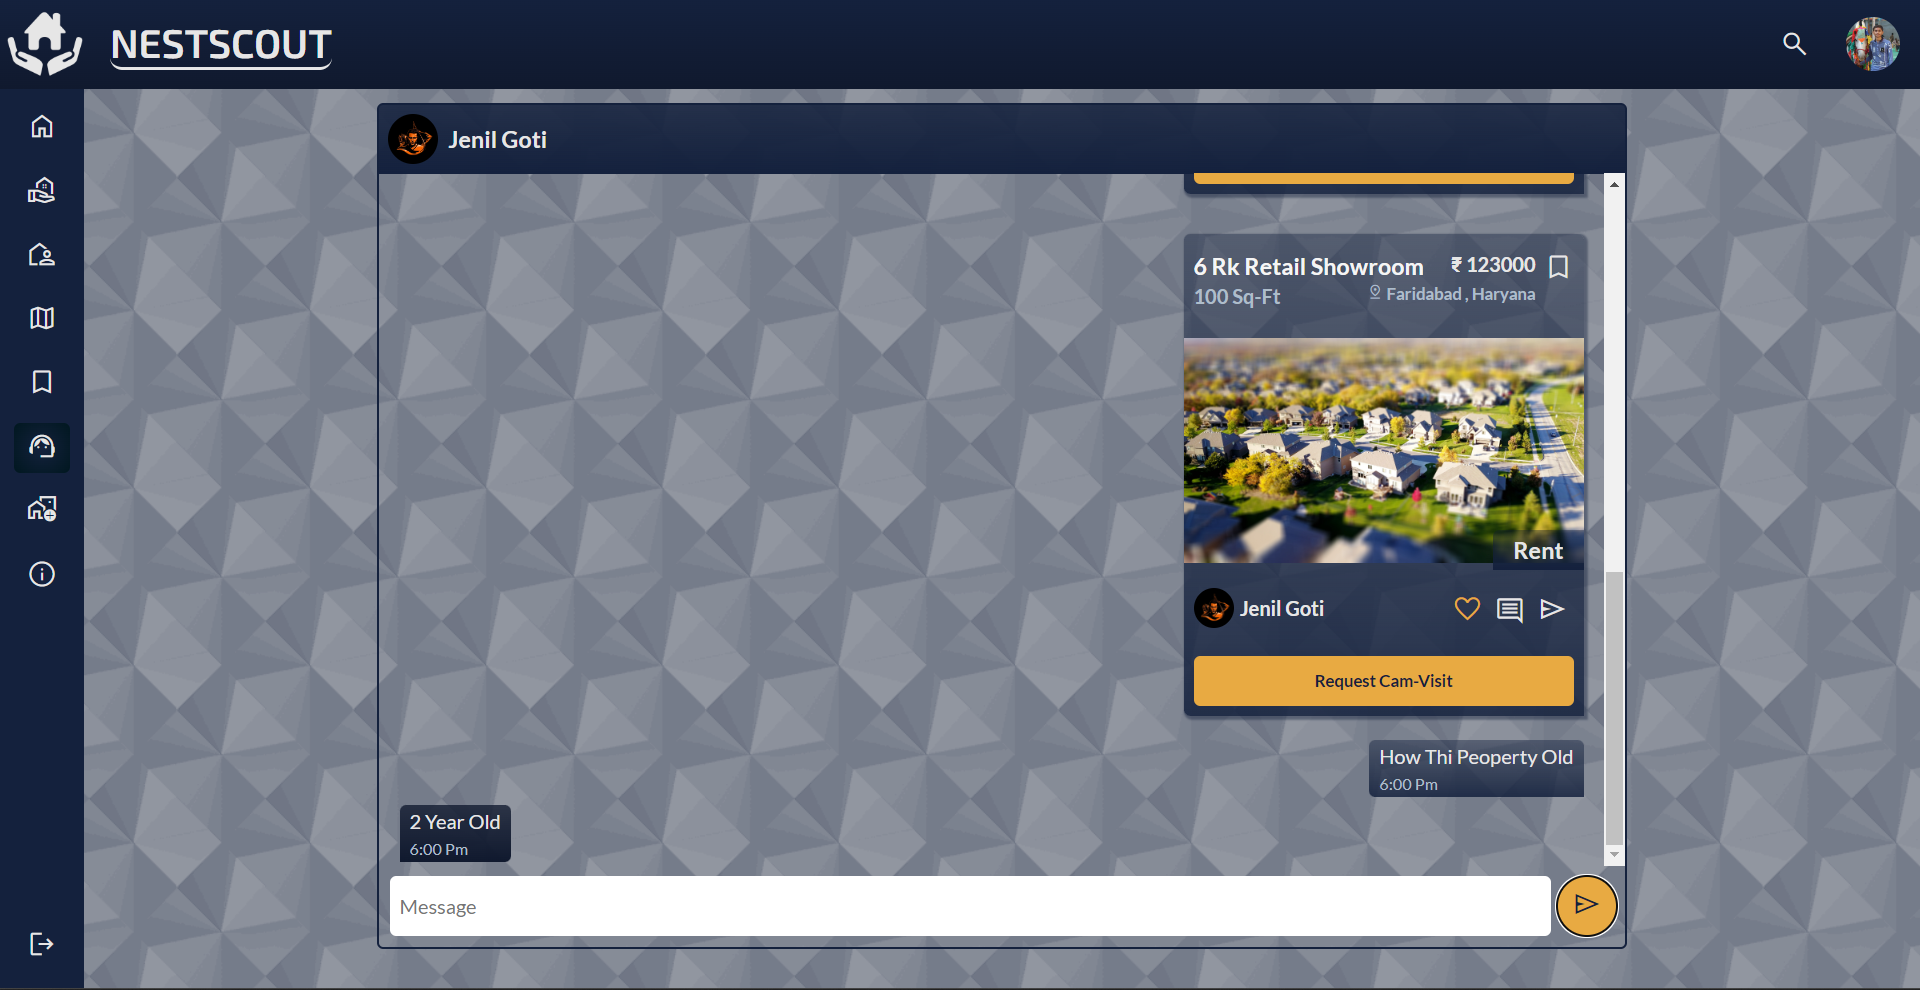 NESTSCOUT
Jenil Goti
6 Rk Retail Showroom
₹ 123000
100 Sq-Ft
Faridabad , Haryana
Rent
Jenil Goti
Request Cam-Visit
How Thi Peoperty Old
6:00 Pm
2 Year Old
6:00 Pm
Message